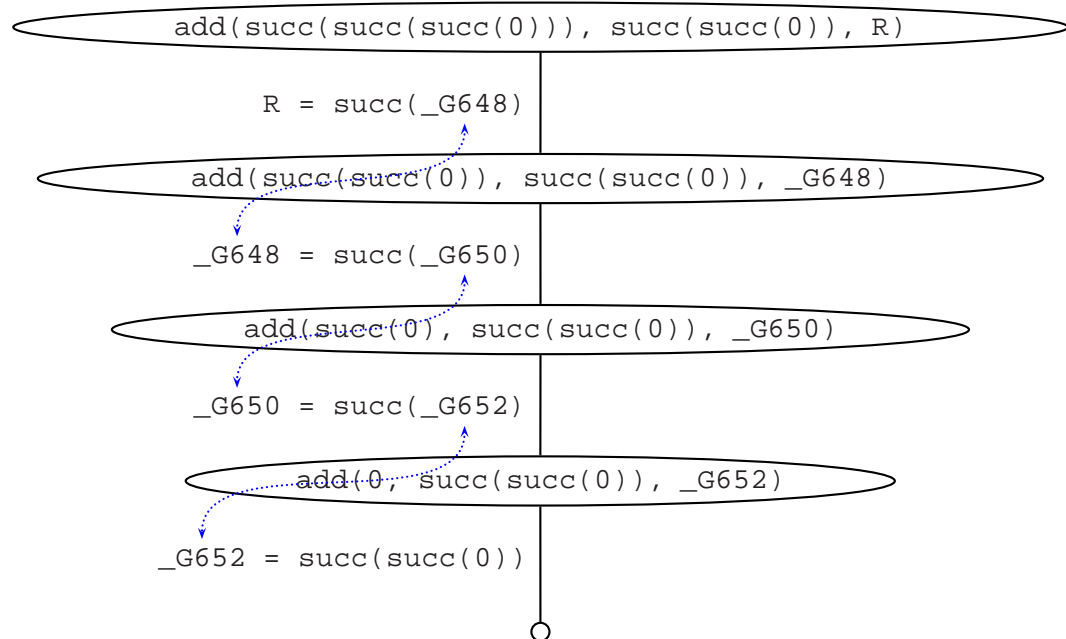 add(succ(succ(succ(0))), succ(succ(0)), R)
R = succ(_G648)
add(succ(succ(0)), succ(succ(0)), _G648)
_G648 = succ(_G650)
add(succ(0), succ(succ(0)), _G650)
_G650 = succ(_G652)
add(0, succ(succ(0)), _G652)
_G652 = succ(succ(0))